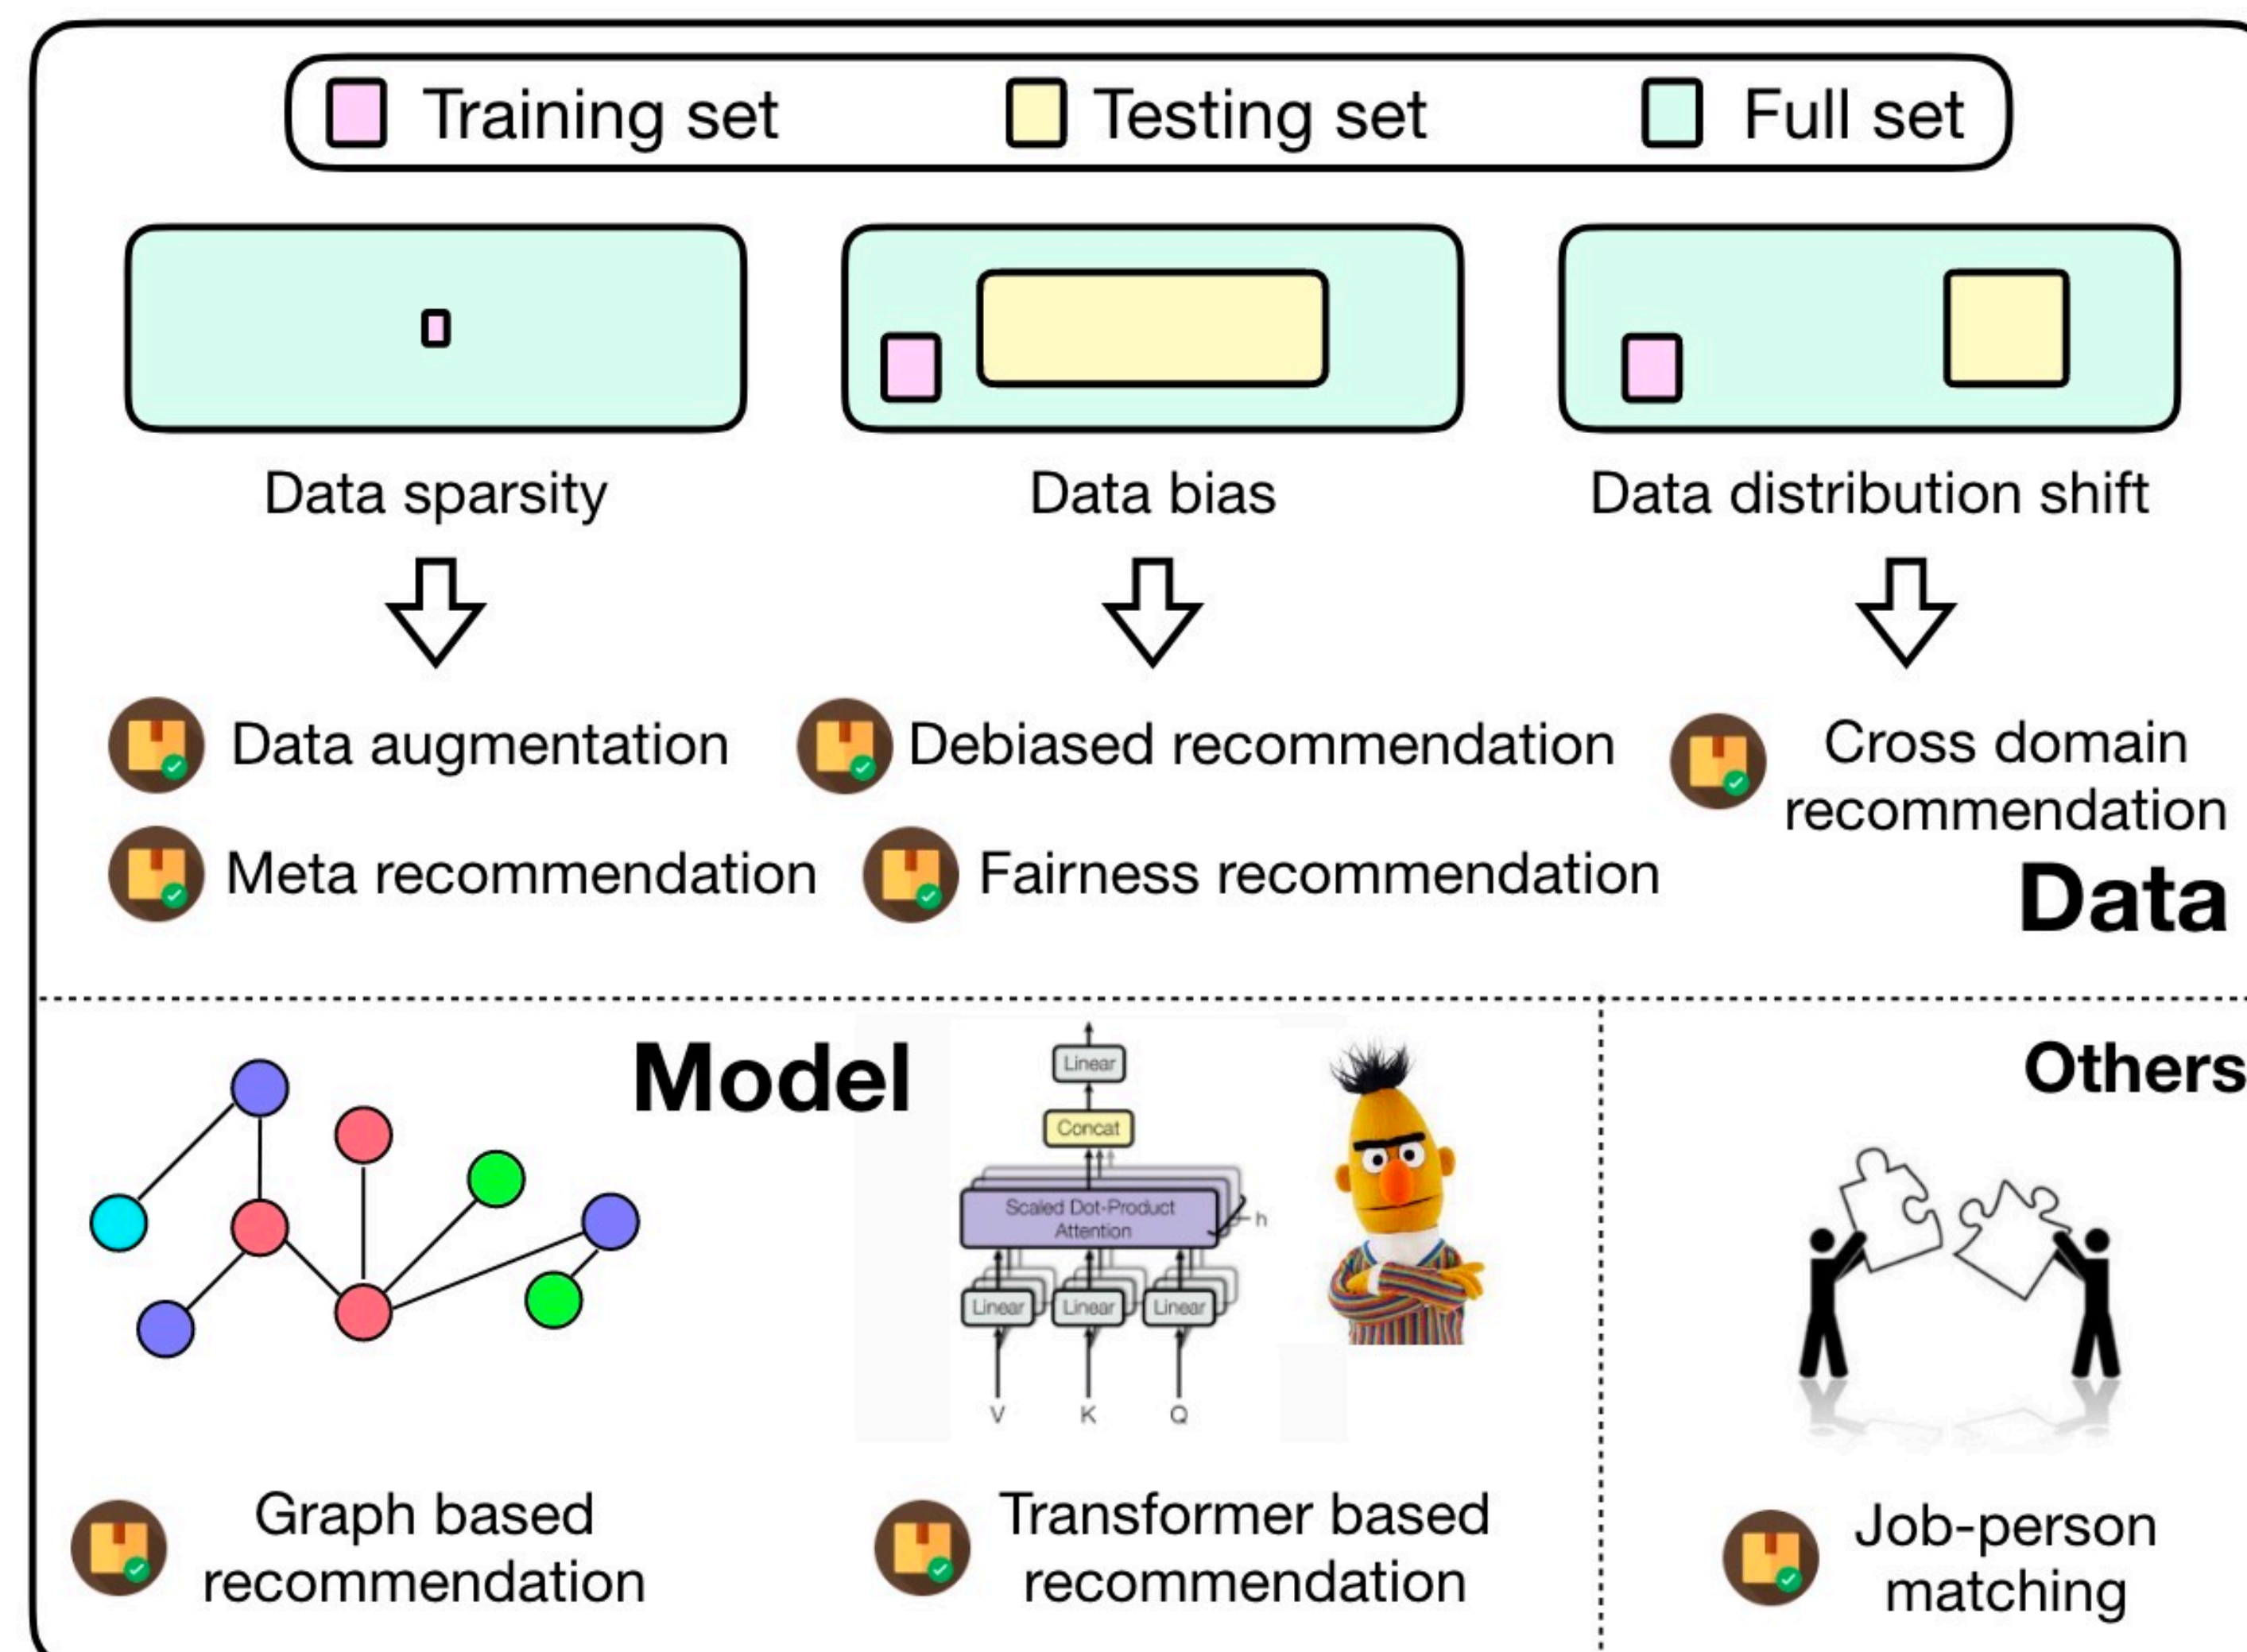 Training set
Testing set
Full set
Data sparsity
Data bias
Data distribution shift
Data augmentation
Debiased recommendation
Cross domain
recommendation
Meta recommendation
Fairness recommendation
Data
Model
Others
Linear
Concat
Scaled Dot-Product
Attention
h
Linear
Linear
Linear
V
K
Q
Graph based
recommendation
Transformer based
recommendation
Job-person
matching